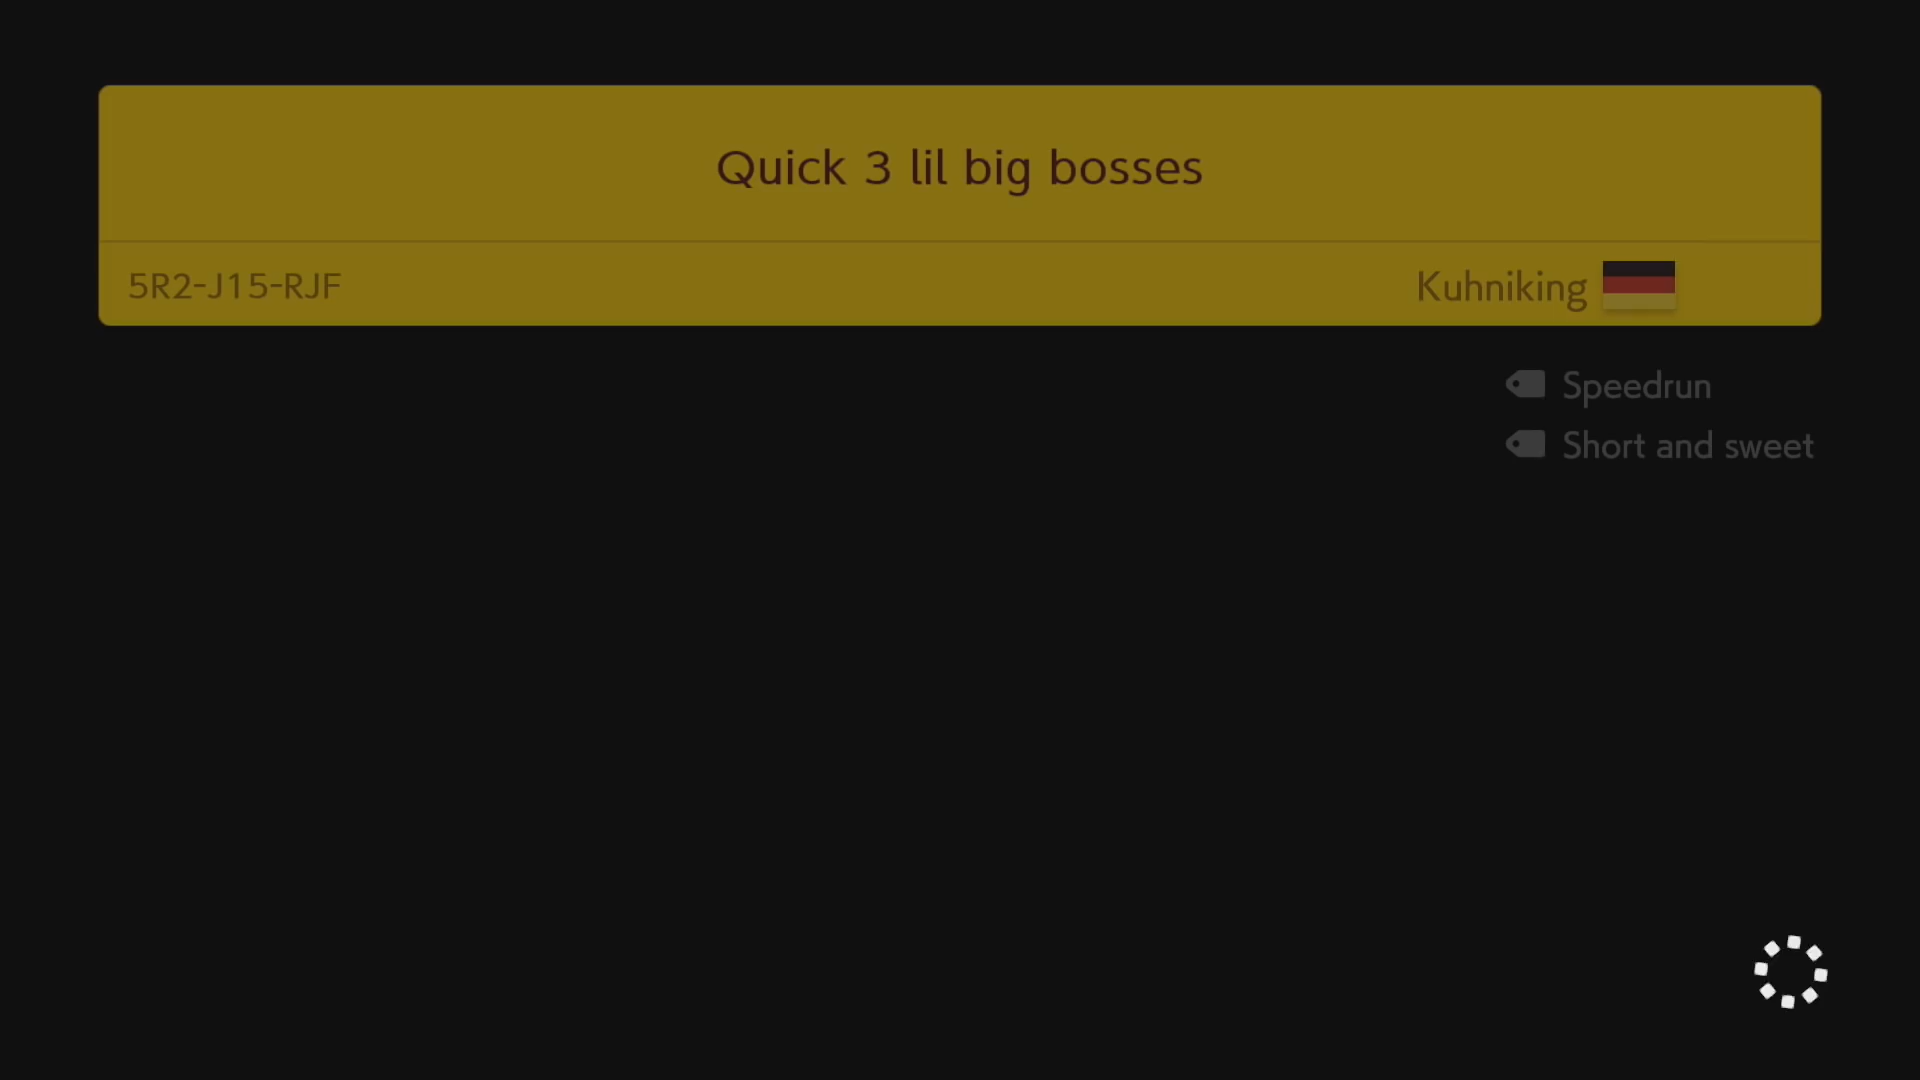 Quick 3 lil big bosses
5R2-J15-RJF
Kuhniking
Speedrun
Short and sweet